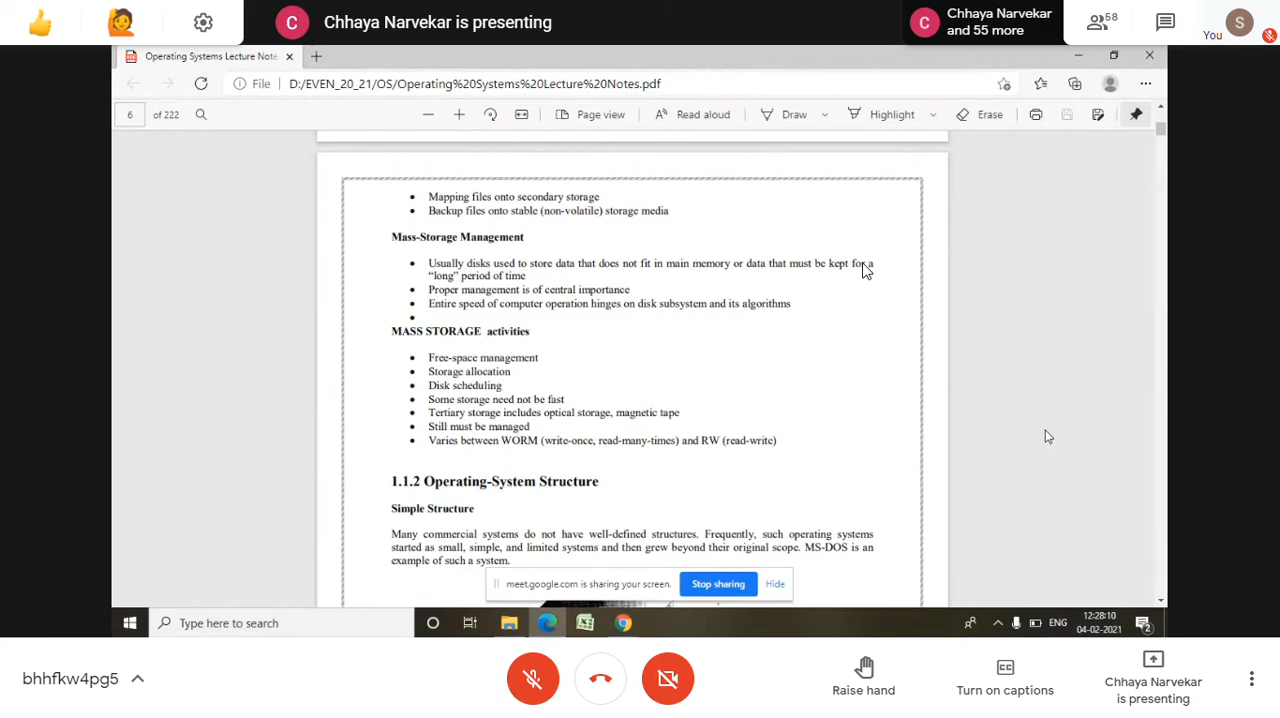 C Chhaya Narvekar is presenting
C Chhaya Narvekar
and 55 more
58
You
S
Operating Systems Lecture Note
File D:/EVEN_20_21/OS/Operating%20Systems%20Lecture%20Notes.pdf
6 of 222 Page view Read aloud Draw Highlight Erase
• Mapping files onto secondary storage
• Backup files onto stable (non-volatile) storage media
Mass-Storage Management
• Usually disks used to store data that does not fit in main memory or data that must be kept for a
“long” period of time
• Proper management is of central importance
• Entire speed of computer operation hinges on disk subsystem and its algorithms
•
MASS STORAGE activities
• Free-space management
• Storage allocation
• Disk scheduling
• Some storage need not be fast
• Tertiary storage includes optical storage, magnetic tape
• Still must be managed
• Varies between WORM (write-once, read-many-times) and RW (read-write)
1.1.2 Operating-System Structure
Simple Structure
Many commercial systems do not have well-defined structures. Frequently, such operating systems
started as small, simple, and limited systems and then grew beyond their original scope. MS-DOS is an
example of such a system.
meet.google.com is sharing your screen. Stop sharing Hide
Type here to search
ENG
12:28:10
04-02-2021
2
bhhfkw4pg5
Raise hand
Turn on captions
Chhaya Narvekar
is presenting